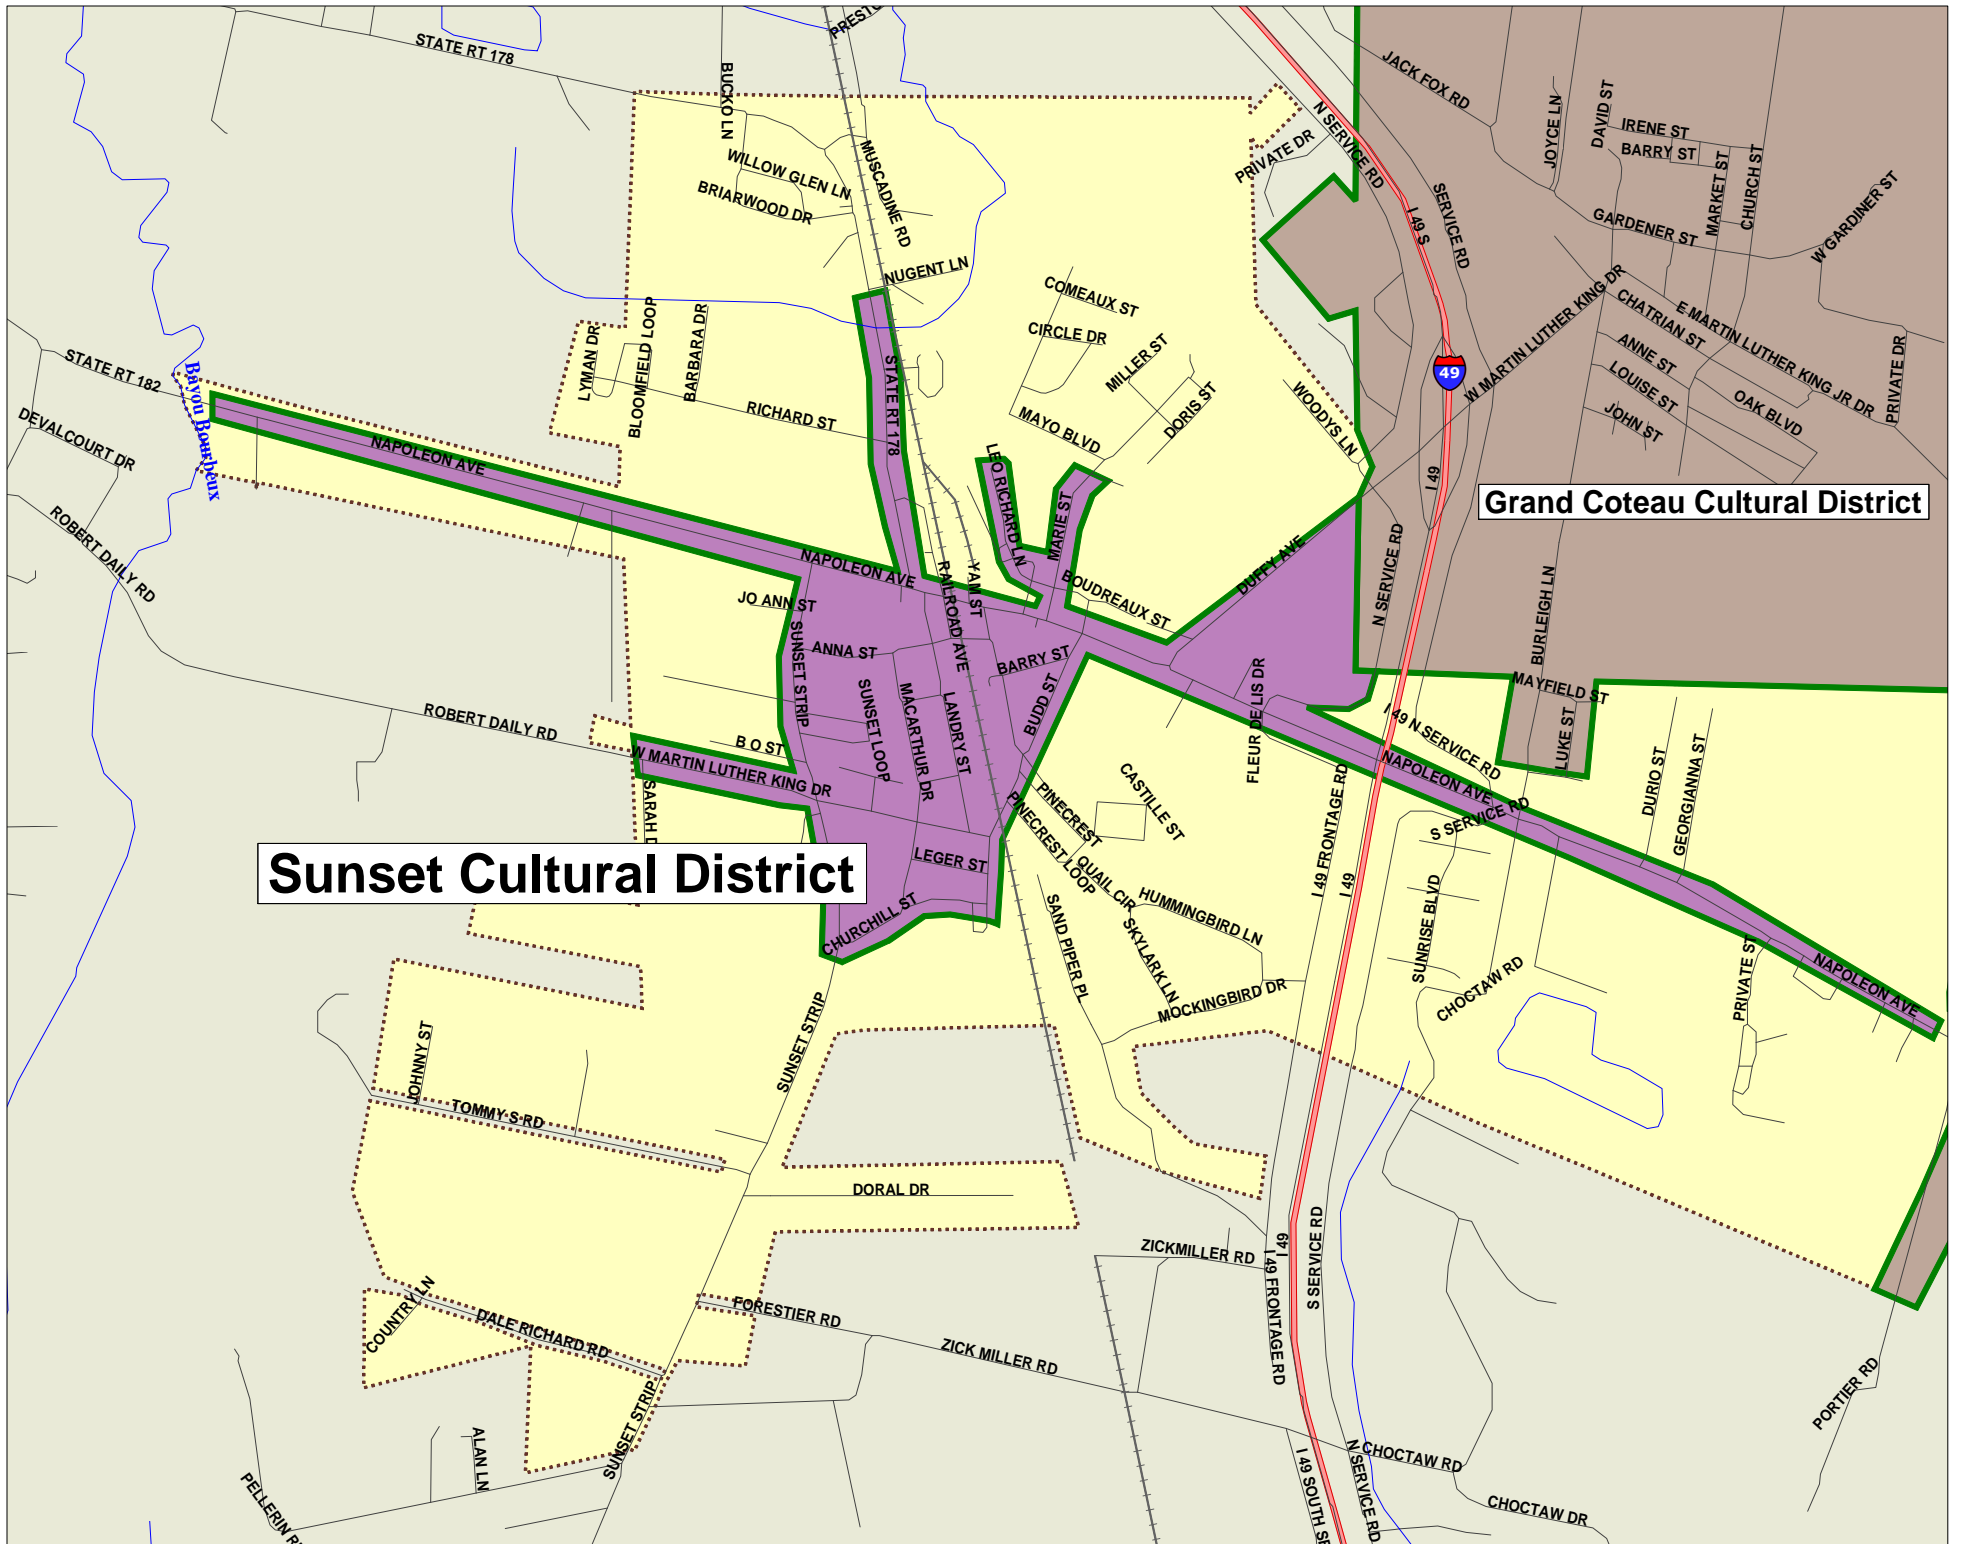 PRESTO
STATE RT 178
BUCKO LN
MUSCADINE RD
WILLOW GLEN LN
BRIARWOOD DR
NUGENT LN
N SERVICE RD
PRIVATE DR
JACK FOX RD
JOYCE LN
DAVID ST
IRENE ST
BARRY ST
MARKET ST
CHURCH ST
W GARDINER ST
GARDENER ST
SERVICE RD
I 49 S
COMEAUX ST
CIRCLE DR
MILLER ST
DORIS ST
MAYO BLVD
WOODYS LN
49
W MARTIN LUTHER KING DR
CHATRIAN ST
E MARTIN LUTHER KING JR DR
ANNE ST
LOUISE ST
JOHN ST
OAK BLVD
PRIVATE DR
STATE RT 182
Bayou Bourbeux
DEVALCOURT DR
ROBERT DAILY RD
LYMAN DR
BLOOMFIELD LOOP
BARBARA DR
RICHARD ST
STATE RT 178
NAPOLEON AVE
I 49
Grand Coteau Cultural District
LEO RICHARD LN
MARIE ST
NAPOLEON AVE
RAILROAD AVE
YAM ST
BOUDREAUX ST
DUFFY AVE
N SERVICE RD
BURLEIGH LN
JO ANN ST
SUNSET STRIP
ANNA ST
BARRY ST
SUNSET LOOP
MACARTHUR DR
LANDRY ST
BUDD ST
FLEUR DE LIS DR
MAYFIELD ST
LUKE ST
I 49 N SERVICE RD
DURIO ST
GEORGIANNA ST
ROBERT DAILY RD
B O ST
W MARTIN LUTHER KING DR
SARAH D
NAPOLEON AVE
S SERVICE RD
PINECREST
PINECREST LOOP
CASTILLE ST
QUAIL CIR
I 49 FRONTAGE RD
I 49
Sunset Cultural District
LEGER ST
CHURCHILL ST
SAND PIPER PL
HUMMINGBIRD LN
SKYLARK LN
MOCKINGBIRD DR
SUNRISE BLVD
CHOCTAW RD
PRIVATE ST
NAPOLEON AVE
SUNSET STRIP
JOHNNY ST
TOMMY S RD
DORAL DR
ZICKMILLER RD
I 49
I 49 FRONTAGE RD
S SERVICE RD
COUNTRY LN
DALE RICHARD RD
FORESTIER RD
ZICK MILLER RD
PORTIER RD
SUNSET STRIP
ALAN LN
PELLERIN R
I 49 SOUTH SE
N SERVICE RD
CHOCTAW RD
CHOCTAW DR